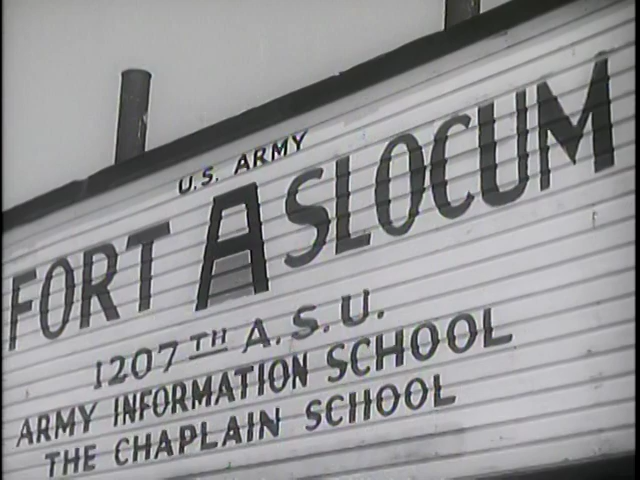 U.S. ARMY
FORT A SLOCUM
1207TH A.S.U.
ARMY INFORMATION SCHOOL
THE CHAPLAIN SCHOOL